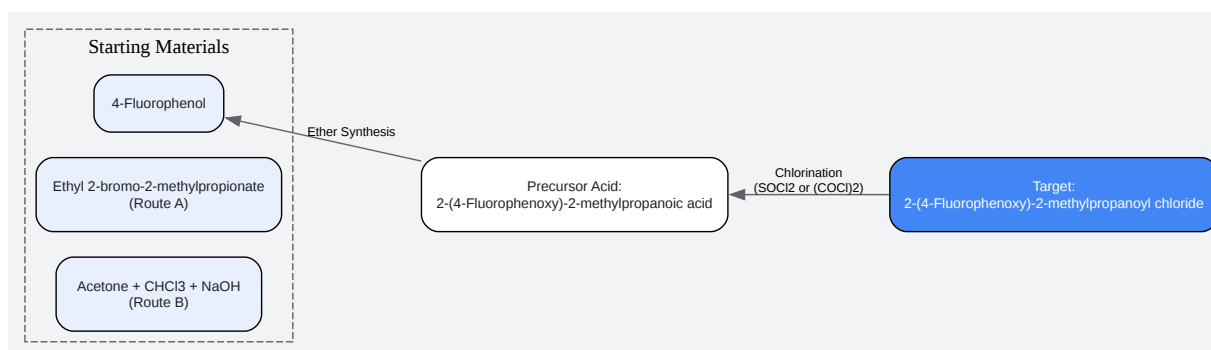 Starting Materials
4-Fluorophenol
Ether Synthesis
Ethyl 2-bromo-2-methylpropionate
(Route A)
Precursor Acid:
2-(4-Fluorophenoxy)-2-methylpropanoic acid
Chlorination
(SOCl2 or (COCl)2)
Target:
2-(4-Fluorophenoxy)-2-methylpropanoyl chloride
Acetone + CHCl3 + NaOH
(Route B)